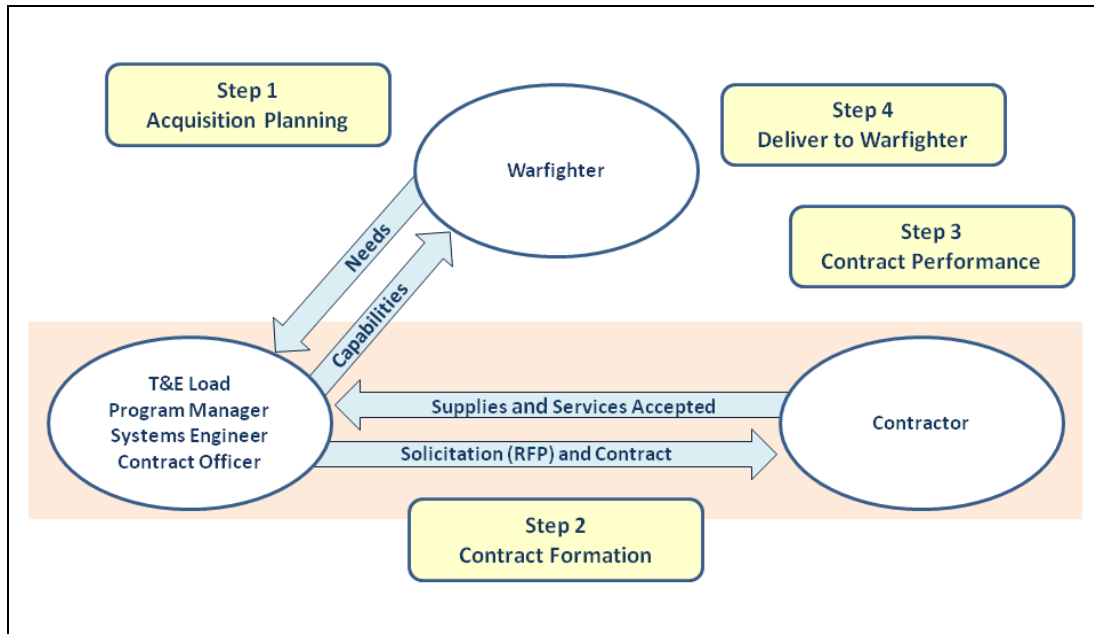 Step 1
Acquisition Planning
Step 4
Deliver to Warfighter
Warfighter
Step 3
Contract Performance
Needs
Capabilities
T&E Load
Program Manager
Systems Engineer
Contract Officer
Supplies and Services Accepted
Solicitation (RFP) and Contract
Contractor
Step 2
Contract Formation